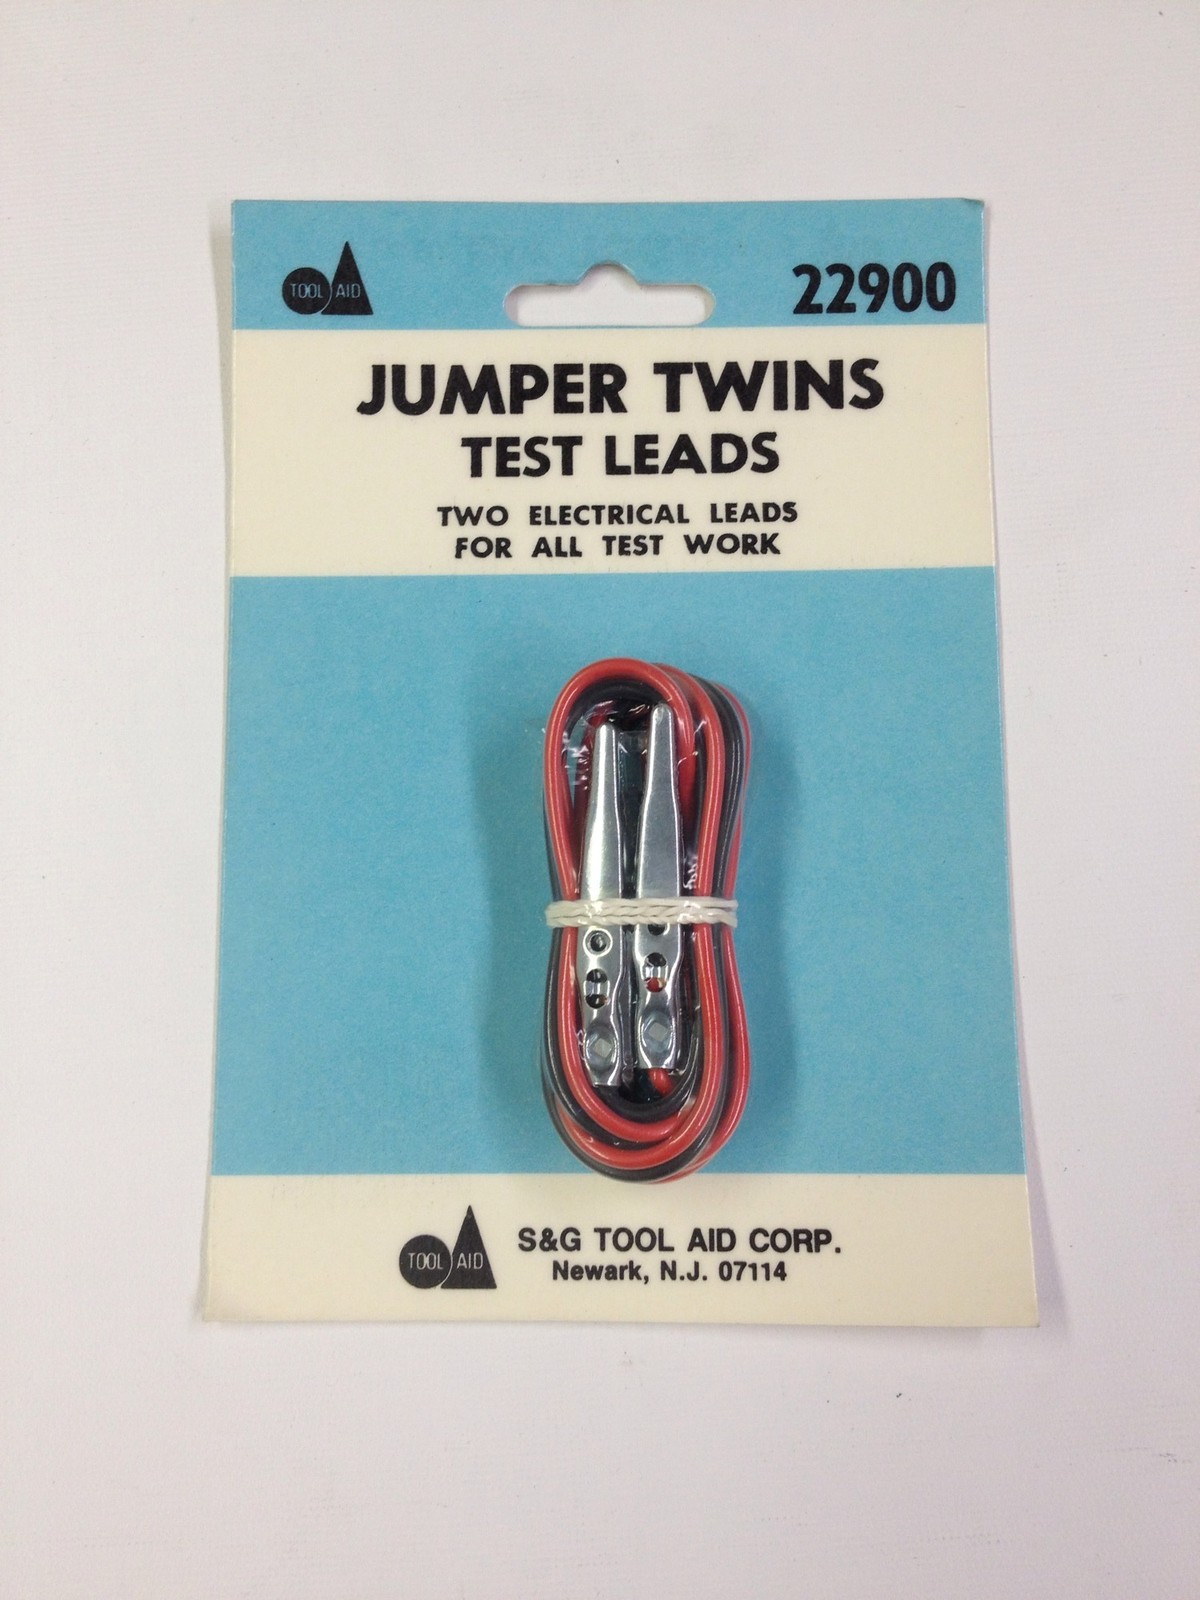 TOOL AID
22900
JUMPER TWINS
TEST LEADS
TWO ELECTRICAL LEADS
FOR ALL TEST WORK
TOOL AID
S&G TOOL AID CORP.
Newark, N.J. 07114